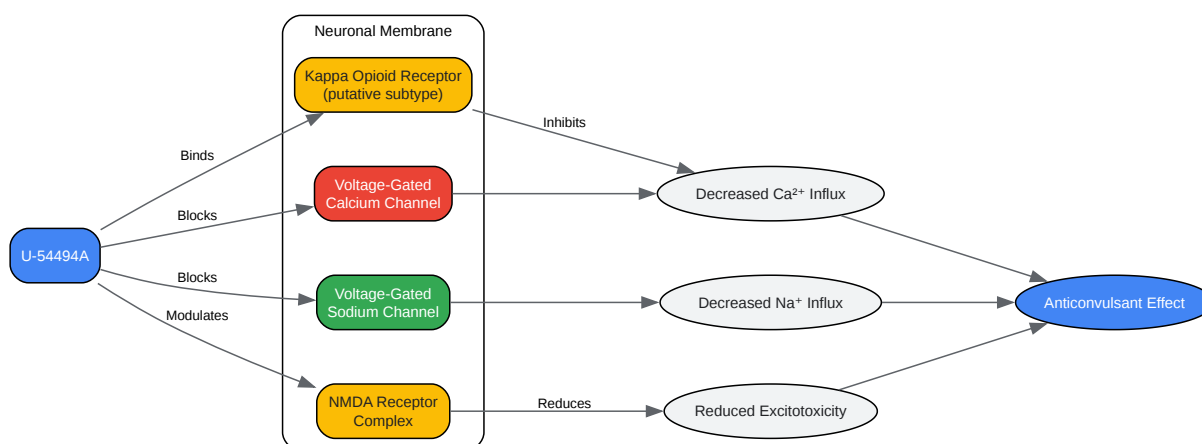 Neuronal Membrane
Kappa Opioid Receptor
(putative subtype)
Inhibits
Binds
Voltage-Gated
Calcium Channel
Decreased Ca²⁺ Influx
Blocks
U-54494A
Blocks
Voltage-Gated
Sodium Channel
Decreased Na⁺ Influx
Anticonvulsant Effect
Modulates
NMDA Receptor
Complex
Reduces
Reduced Excitotoxicity